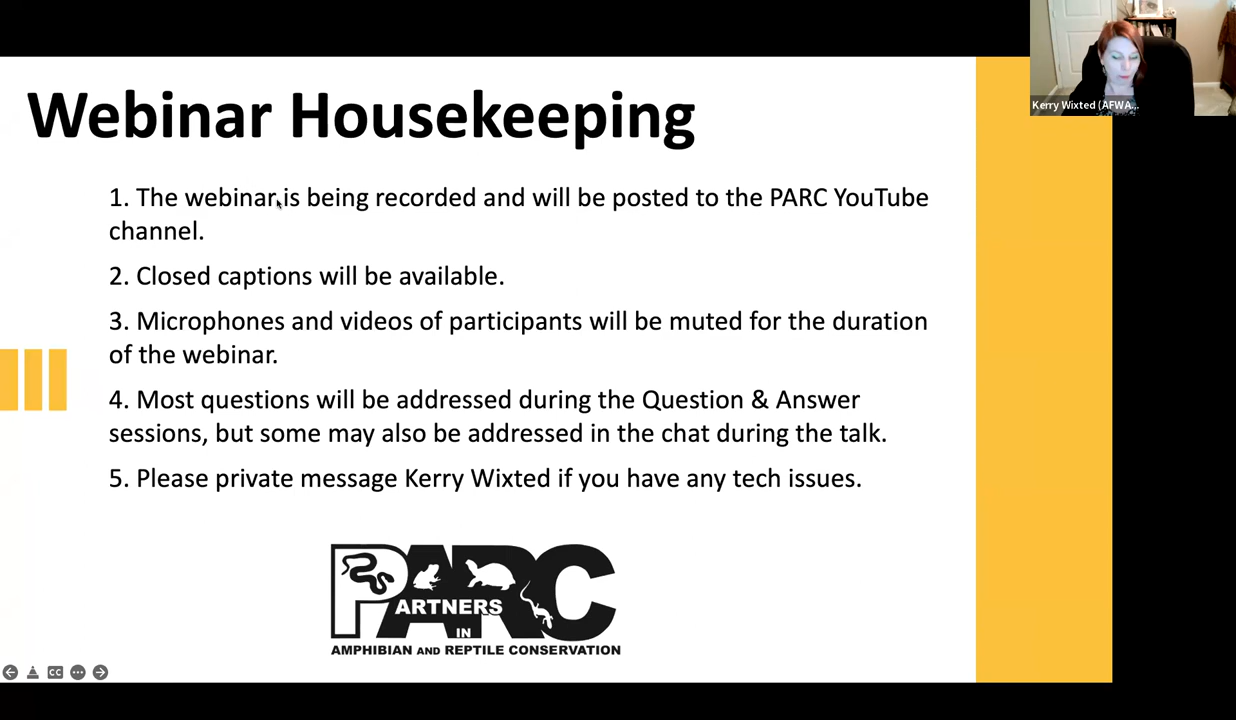 Webinar Housekeeping
Kerry Wixted (AFWA...
1. The webinar is being recorded and will be posted to the PARC YouTube
channel.
2. Closed captions will be available.
3. Microphones and videos of participants will be muted for the duration
of the webinar.
4. Most questions will be addressed during the Question & Answer
sessions, but some may also be addressed in the chat during the talk.
5. Please private message Kerry Wixted if you have any tech issues.
PARC
PARTNERS
IN
AMPHIBIAN AND REPTILE CONSERVATION
CC